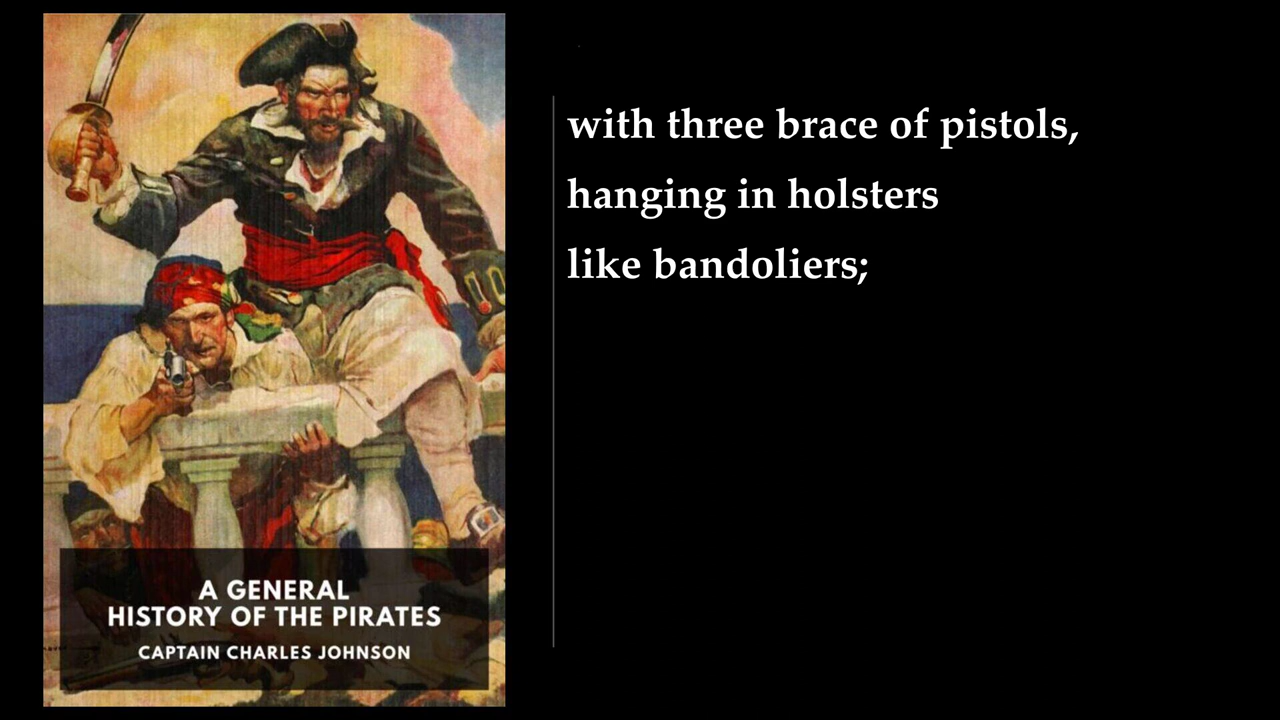 with three brace of pistols,
hanging in holsters
like bandoliers;
A GENERAL
HISTORY OF THE PIRATES
CAPTAIN CHARLES JOHNSON